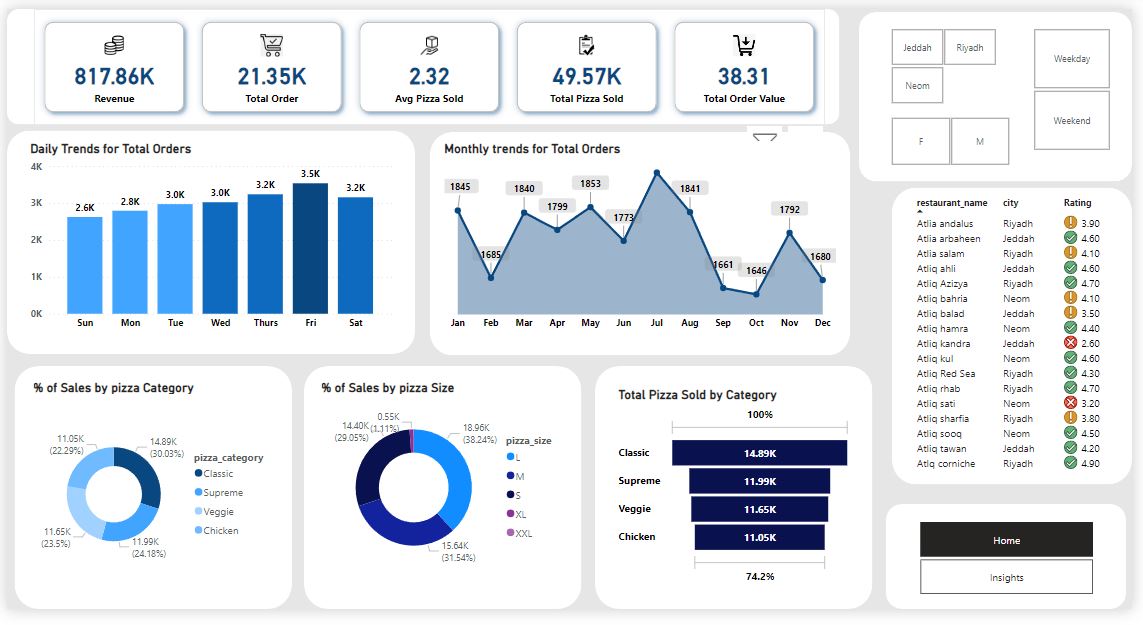 817.86K
Revenue
21.35K
Total Order
2.32
Avg Pizza Sold
49.57K
Total Pizza Sold
38.31
Total Order Value
Jeddah
Riyadh
Neom
Weekday
Weekend
F
M
Daily Trends for Total Orders
4K
3K
2K
1K
0K
2.6K
2.8K
3.0K
3.0K
3.2K
3.5K
3.2K
Sun Mon Tue Wed Thurs Fri Sat
Monthly trends for Total Orders
1845
1685
1840
1799
1853
1773
1841
1661
1646
1792
1680
Jan Feb Mar Apr May Jun Jul Aug Sep Oct Nov Dec
restaurant_name city Rating
Atlia andalus Riyadh 3.90
Atlia arbaheen Jeddah 4.60
Atlia salam Riyadh 4.10
Atliq ahli Jeddah 4.60
Atliq Azizya Riyadh 4.70
Atliq bahria Neom 4.10
Atliq balad Jeddah 3.50
Atliq hamra Neom 4.40
Atliq kandra Jeddah 2.60
Atliq kul Neom 4.60
Atliq Red Sea Riyadh 4.30
Atliq rhab Riyadh 4.70
Atliq sati Neom 3.20
Atliq sharfia Riyadh 3.80
Atliq sooq Neom 4.50
Atliq tawan Jeddah 4.20
Atlq corniche Riyadh 4.90
% of Sales by pizza Category
11.05K
(22.29%)
14.89K
(30.03%)
11.65K
(23.5%)
11.99K
(24.18%)
pizza_category
Classic
Supreme
Veggie
Chicken
% of Sales by pizza Size
0.55K
(1.11%)
14.40K
(29.05%)
18.96K
(38.24%)
15.64K
(31.54%)
pizza_size
L
M
S
XL
XXL
Total Pizza Sold by Category
100%
Classic 14.89K
Supreme 11.99K
Veggie 11.65K
Chicken 11.05K
74.2%
Home
Insights